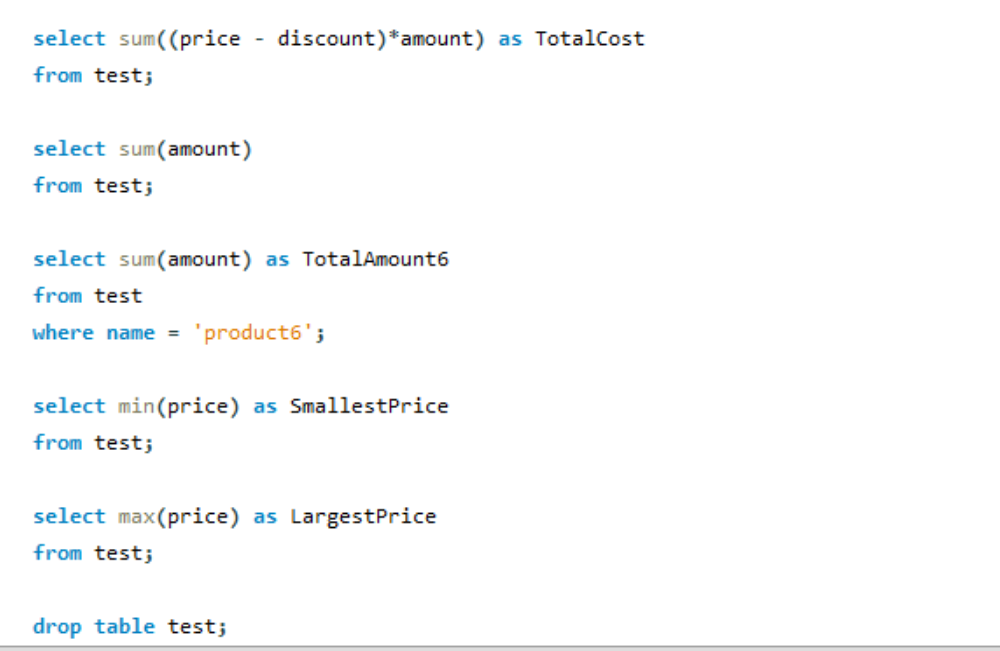 select sum((price - discount)*amount) as TotalCost
from test;
select sum(amount)
from test;
select sum(amount) as TotalAmount6
from test
where name = 'product6';
select min(price) as SmallestPrice
from test;
select max(price) as LargestPrice
from test;
drop table test;